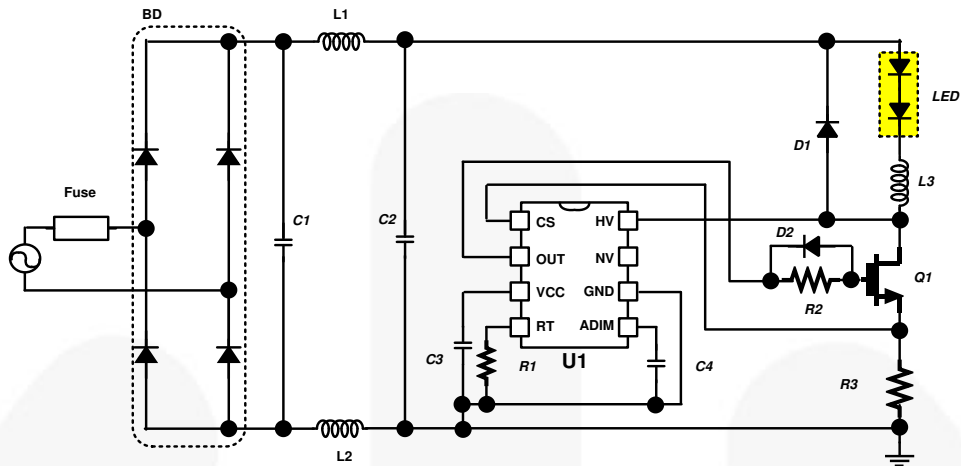 BD
L1
LED
D1
L3
Fuse
C1
C2
CS
HV
D2
OUT
NV
Q1
VCC
GND
R2
RT
ADIM
C3
R1
U1
C4
R3
L2